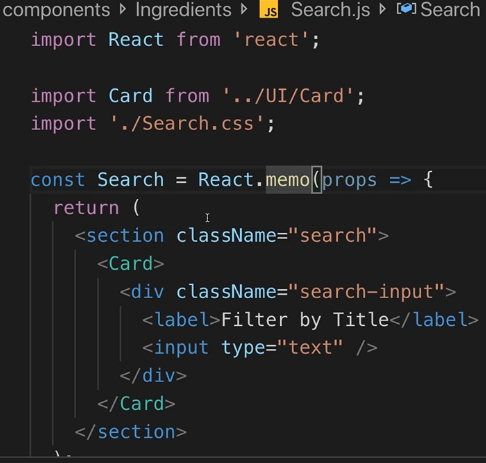 components > Ingredients > JS Search.js > Search
import React from 'react';
import Card from '../UI/Card';
import './Search.css';
const Search = React.memo(props => {
  return (
    <section className="search">
      <Card>
        <div className="search-input">
          <label>Filter by Title</label>
          <input type="text" />
        </div>
      </Card>
    </section>
  );